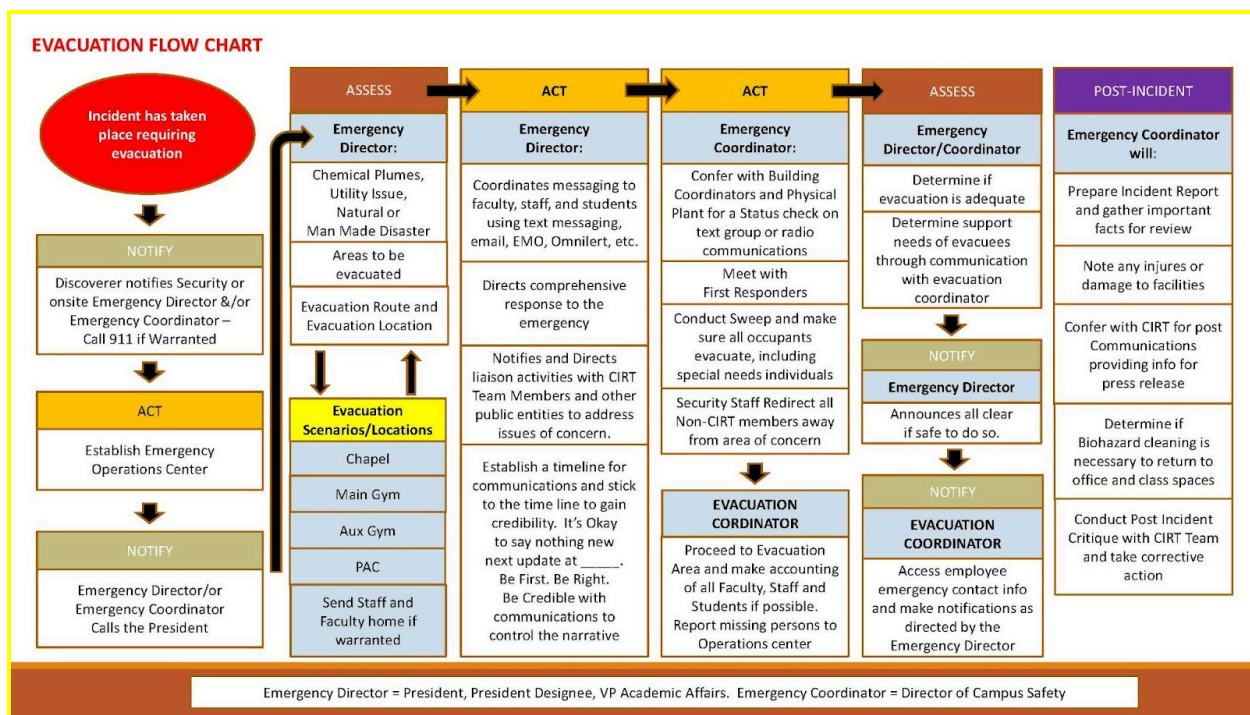 EVACUATION FLOW CHART
Incident has taken
place requiring
evacuation
NOTIFY
Discoverer notifies Security or
onsite Emergency Director &/or
Emergency Coordinator –
Call 911 if Warranted
ACT
Establish Emergency
Operations Center
NOTIFY
Emergency Director/or
Emergency Coordinator
Calls the President
ASSESS
Emergency
Director:
Chemical Plumes,
Utility Issue,
Natural or
Man Made Disaster
Areas to be
evacuated
Evacuation Route and
Evacuation Location
Evacuation
Scenarios/Locations
Chapel
Main Gym
Aux Gym
PAC
Send Staff and
Faculty home if
warranted
ACT
Emergency
Director:
Coordinates messaging to
faculty, staff, and students
using text messaging,
email, EMO, Omnilert, etc.
Directs comprehensive
response to the
emergency
Notifies and Directs
liaison activities with CIRT
Team Members and other
public entities to address
issues of concern.
Establish a timeline for
communications and stick
to the time line to gain
credibility. It's Okay
to say nothing new
next update at _____.
Be First. Be Right.
Be Credible with
communications to
control the narrative
ACT
Emergency
Coordinator:
Confer with Building
Coordinators and Physical
Plant for a Status check on
text group or radio
communications
Meet with
First Responders
Conduct Sweep and make
sure all occupants
evacuate, including
special needs individuals
Security Staff Redirect all
Non-CIRT members away
from area of concern
EVACUATION
CORDINATOR
Proceed to Evacuation
Area and make accounting
of all Faculty, Staff and
Students if possible.
Report missing persons to
Operations center
ASSESS
Emergency
Director/Coordinator
Determine if
evacuation is adequate
Determine support
needs of evacuees
through communication
with evacuation
coordinator
NOTIFY
Emergency Director
Announces all clear
if safe to do so.
NOTIFY
EVACUATION
COORDINATOR
Access employee
emergency contact info
and make notifications as
directed by the
Emergency Director
POST-INCIDENT
Emergency Coordinator
will:
Prepare Incident Report
and gather important
facts for review
Note any injures or
damage to facilities
Confer with CIRT for post
Communications
providing info for
press release
Determine if
Biohazard cleaning is
necessary to return to
office and class spaces
Conduct Post Incident
Critique with CIRT Team
and take corrective
action
Emergency Director = President, President Designee, VP Academic Affairs. Emergency Coordinator = Director of Campus Safety